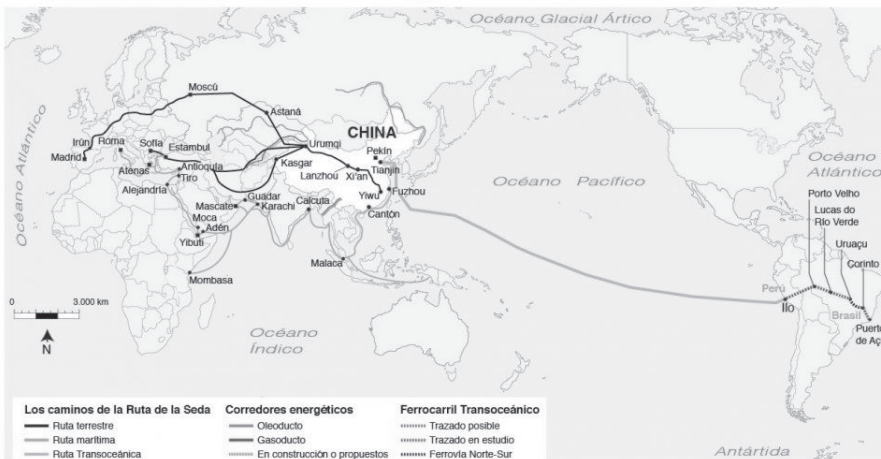 Océano Glacial Ártico
Moscú
Astaná
CHINA
Irún
Roma
Sofía
Estambul
Urumqi
Pekín
Madrid
Atenas
Antioquía
Tiro
Kasgar
Lanzhou
Xi'an
Tianjin
Océano Atlántico
Océano Pacífico
Océano
Atlántico
Alejandría
Guadar
Karachi
Calcuta
Yiwu
Fuzhou
Mascate
Cantón
Moca
Adén
Yibuti
Malaca
Mombasa
Porto Velho
Lucas do
Río Verde
Uruaçu
Corinto
Perú
Ilo
Brasil
Puerto
de Açú
0 3.000 km
N
Océano
Índico
Los caminos de la Ruta de la Seda
Ruta terrestre
Ruta marítima
Ruta Transoceánica
Corredores energéticos
Oleoducto
Gasoducto
En construcción o propuestos
Ferrocarril Transoceánico
Trazado posible
Trazado en estudio
Ferrovía Norte-Sur
Antártida